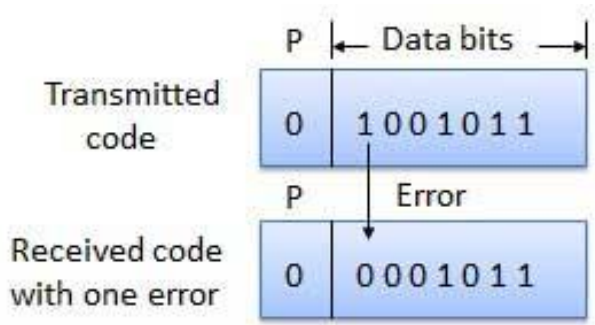 P Data bits
Transmitted
code
0 1001011
P Error
Received code
with one error
0 0001011